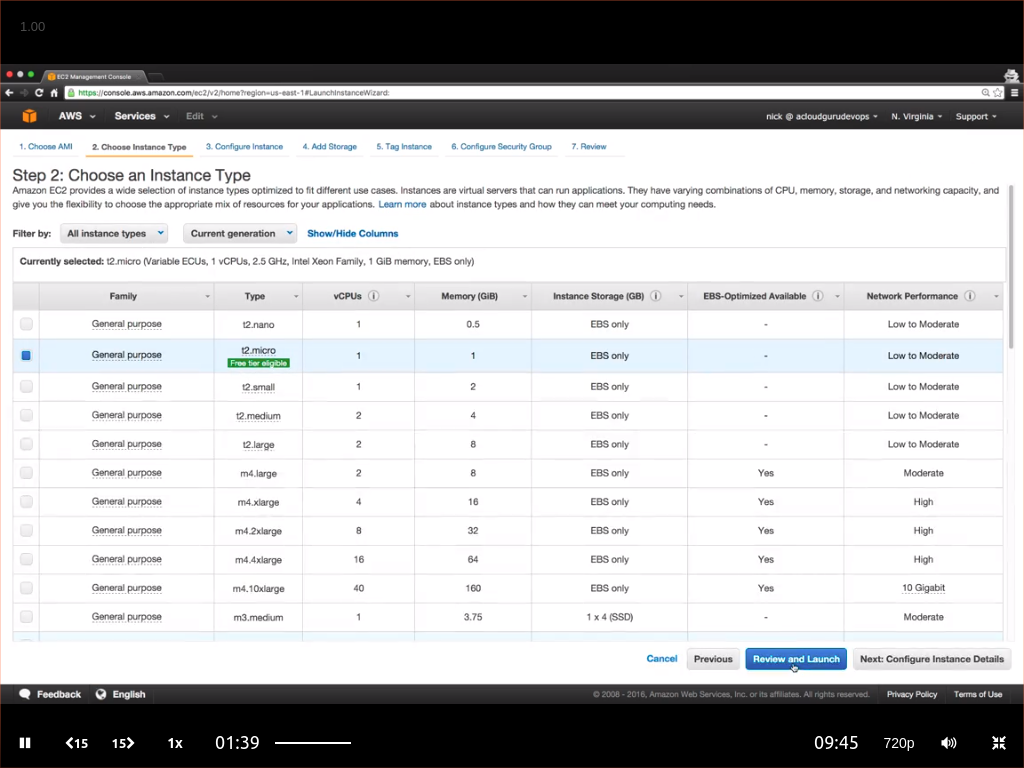 1.00
EC2 Management Console
https://console.aws.amazon.com/ec2/v2/home?region=us-east-1#LaunchInstanceWizard:
AWS Services Edit nick @ acloudgurudevops N. Virginia Support
1. Choose AMI 2. Choose Instance Type 3. Configure Instance 4. Add Storage 5. Tag Instance 6. Configure Security Group 7. Review
Step 2: Choose an Instance Type
Amazon EC2 provides a wide selection of instance types optimized to fit different use cases. Instances are virtual servers that can run applications. They have varying combinations of CPU, memory, storage, and networking capacity, and
give you the flexibility to choose the appropriate mix of resources for your applications. Learn more about instance types and how they can meet your computing needs.
Filter by: All instance types Current generation Show/Hide Columns
Currently selected: t2.micro (Variable ECUs, 1 vCPUs, 2.5 GHz, Intel Xeon Family, 1 GiB memory, EBS only)
Family Type vCPUs Memory (GiB) Instance Storage (GB) EBS-Optimized Available Network Performance
General purpose t2.nano 1 0.5 EBS only - Low to Moderate
General purpose t2.micro 1 1 EBS only - Low to Moderate
Free tier eligible
General purpose t2.small 1 2 EBS only - Low to Moderate
General purpose t2.medium 2 4 EBS only - Low to Moderate
General purpose t2.large 2 8 EBS only - Low to Moderate
General purpose m4.large 2 8 EBS only Yes Moderate
General purpose m4.xlarge 4 16 EBS only Yes High
General purpose m4.2xlarge 8 32 EBS only Yes High
General purpose m4.4xlarge 16 64 EBS only Yes High
General purpose m4.10xlarge 40 160 EBS only Yes 10 Gigabit
General purpose m3.medium 1 3.75 1 x 4 (SSD) - Moderate
Cancel Previous Review and Launch Next: Configure Instance Details
Feedback English © 2008 - 2016, Amazon Web Services, Inc. or its affiliates. All rights reserved. Privacy Policy Terms of Use
15 15 1x 01:39 09:45 720p